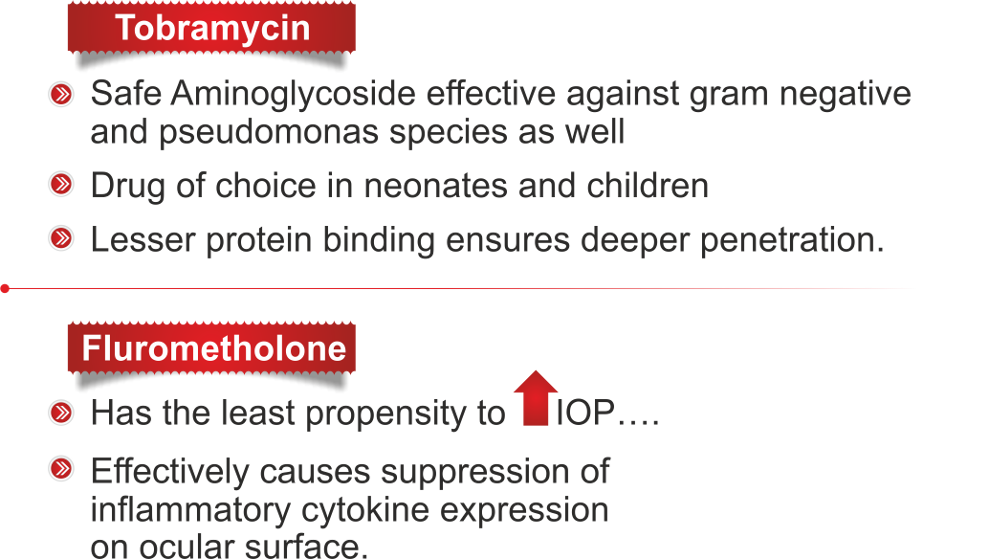 Tobramycin
Safe Aminoglycoside effective against gram negative
and pseudomonas species as well
Drug of choice in neonates and children
Lesser protein binding ensures deeper penetration.
Flurometholone
Has the least propensity to IOP....
Effectively causes suppression of
inflammatory cytokine expression
on ocular surface.